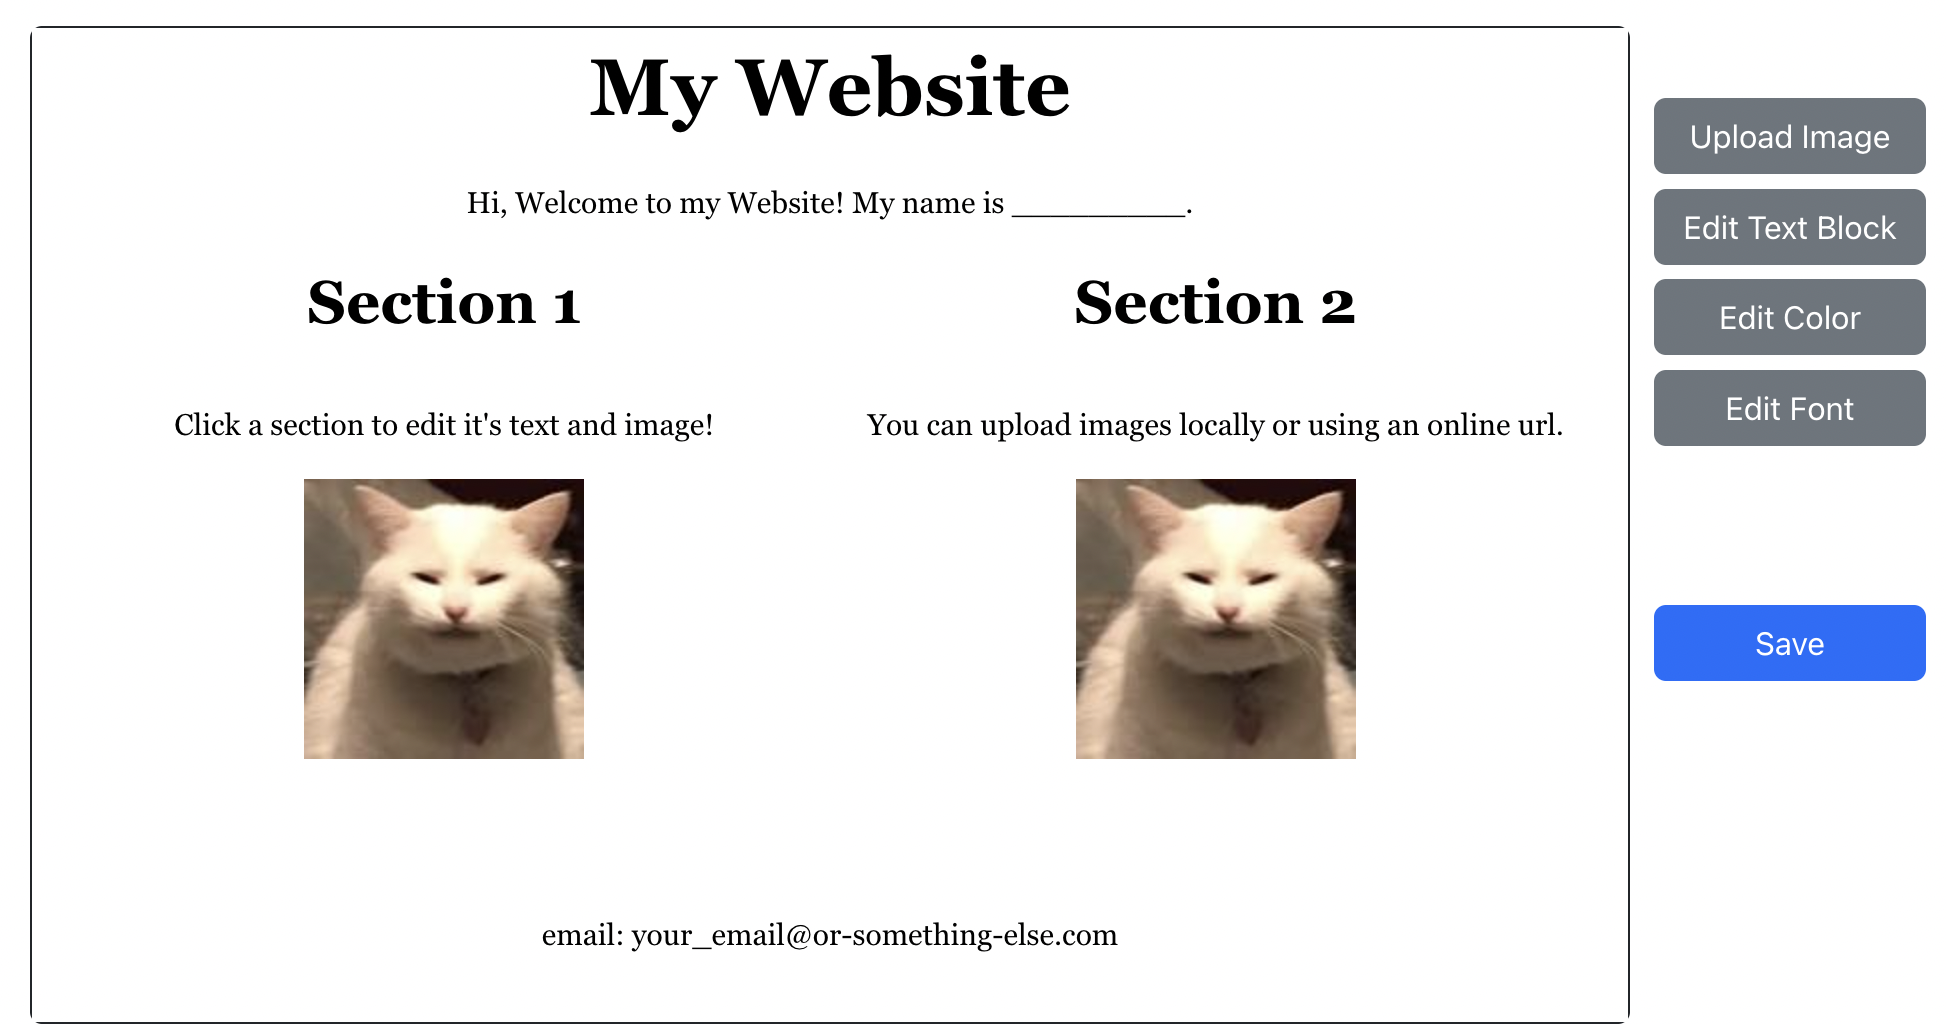 My Website
Hi, Welcome to my Website! My name is _________.
Section 1
Click a section to edit it's text and image!
Section 2
You can upload images locally or using an online url.
email: your_email@or-something-else.com
Upload Image
Edit Text Block
Edit Color
Edit Font
Save